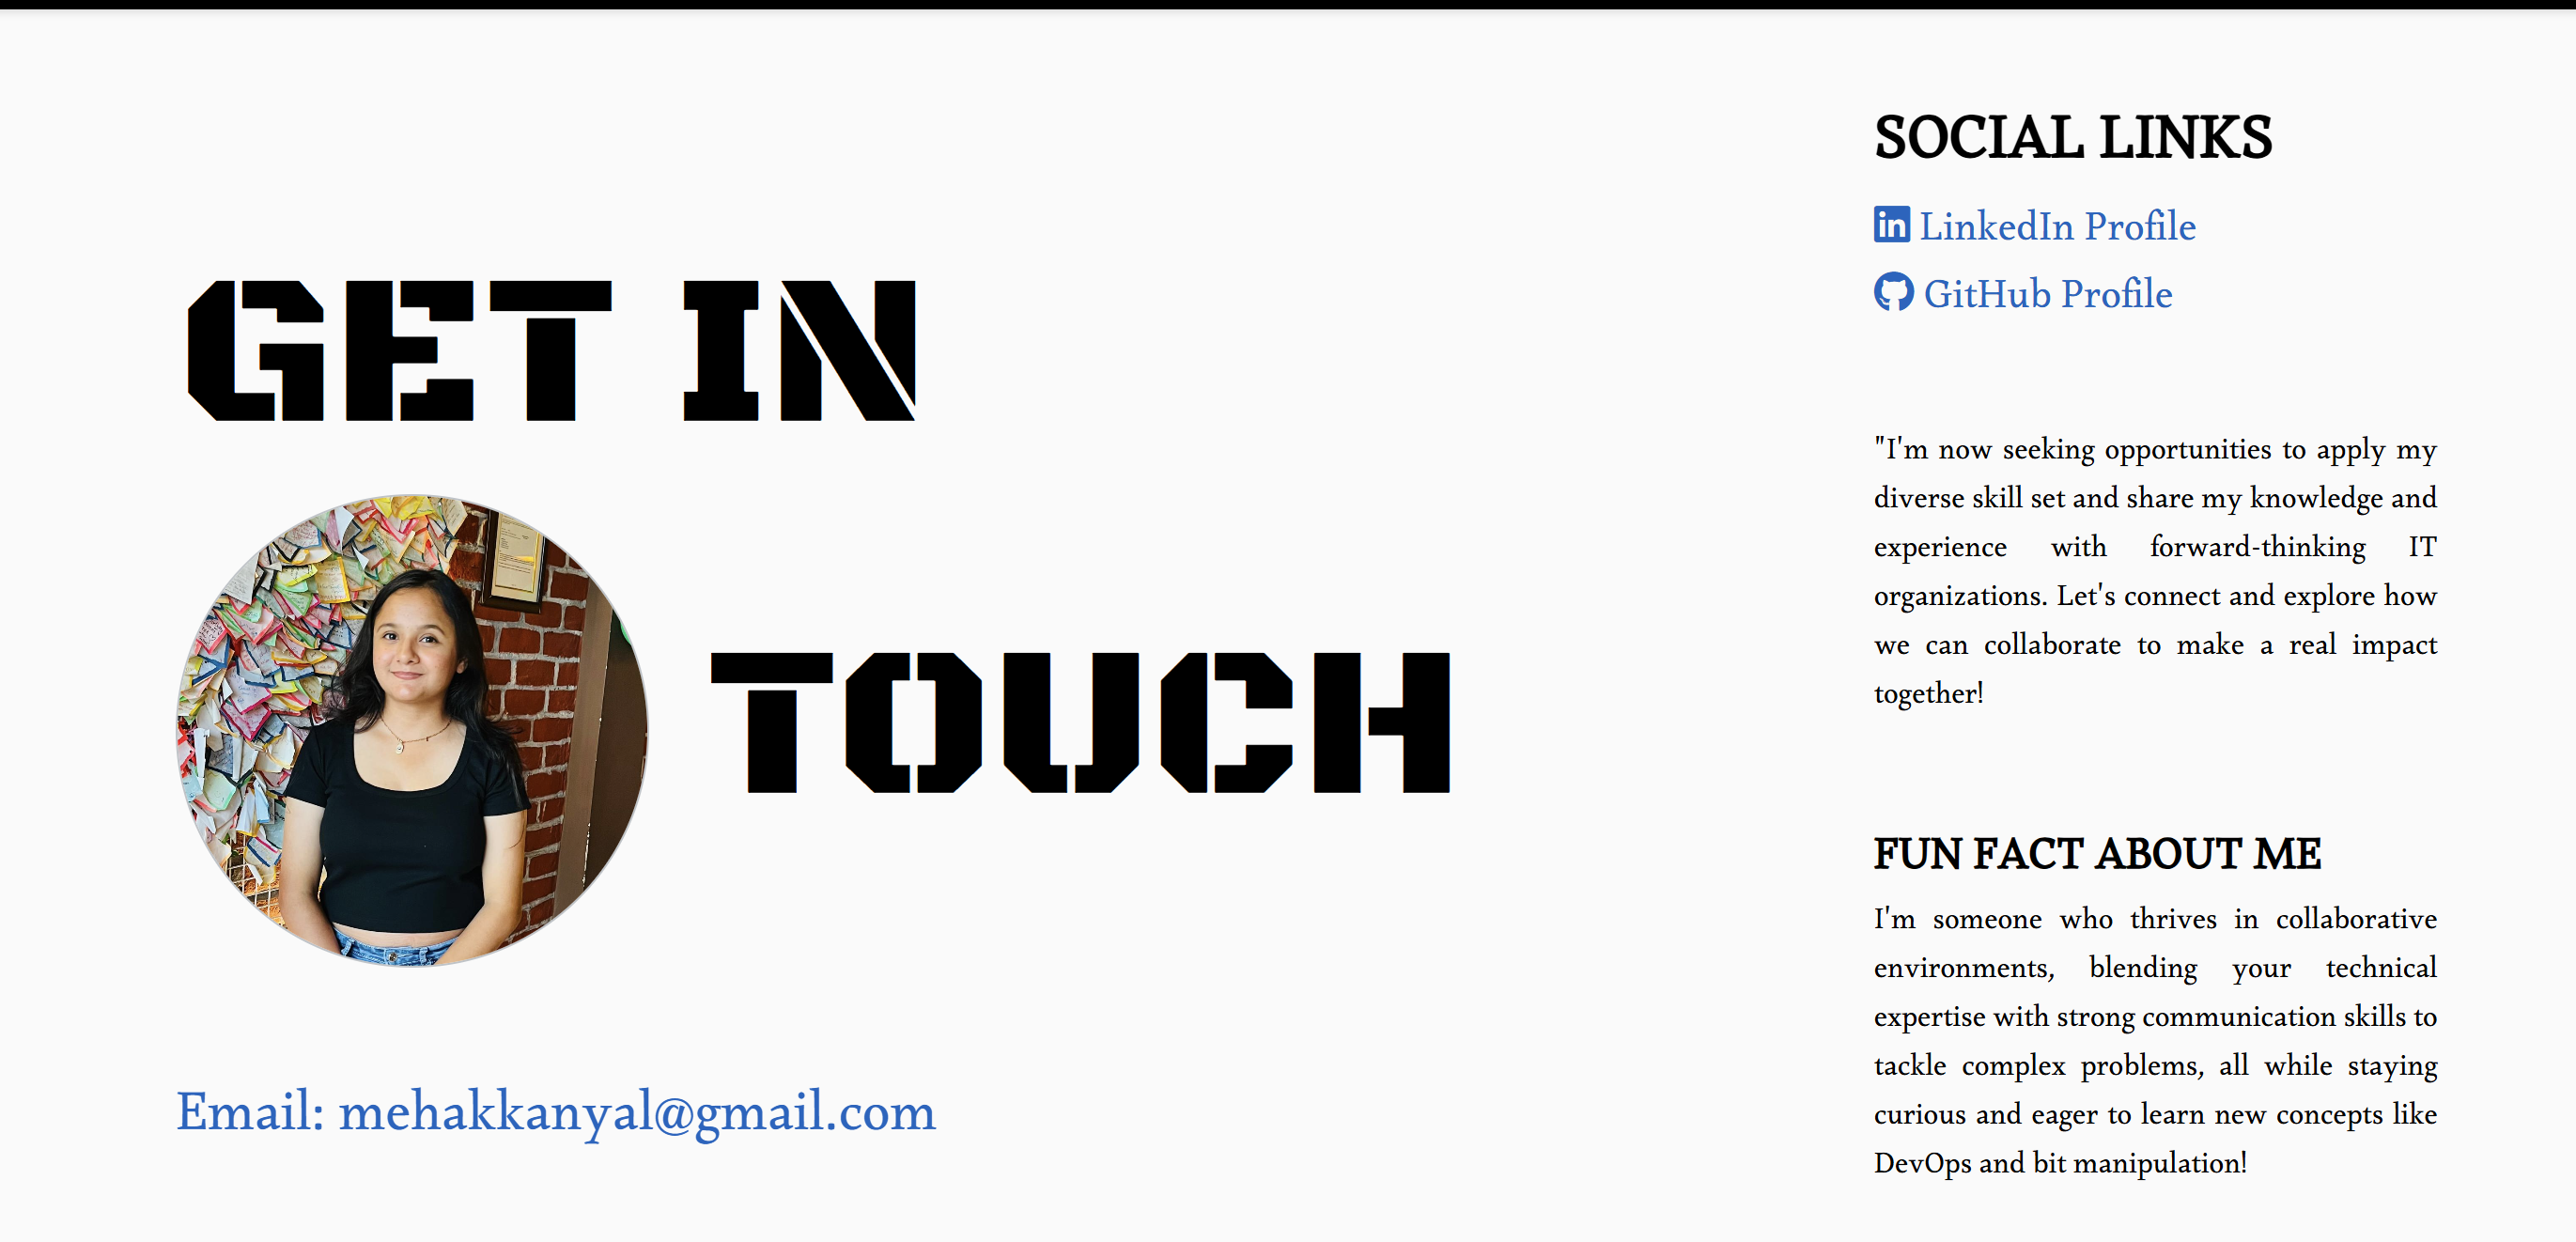 GET IN
TOUCH
Email: mehakkanyal@gmail.com
SOCIAL LINKS
in LinkedIn Profile
GitHub Profile
"I'm now seeking opportunities to apply my
diverse skill set and share my knowledge and
experience with forward-thinking IT
organizations. Let's connect and explore how
we can collaborate to make a real impact
together!
FUN FACT ABOUT ME
I'm someone who thrives in collaborative
environments, blending your technical
expertise with strong communication skills to
tackle complex problems, all while staying
curious and eager to learn new concepts like
DevOps and bit manipulation!